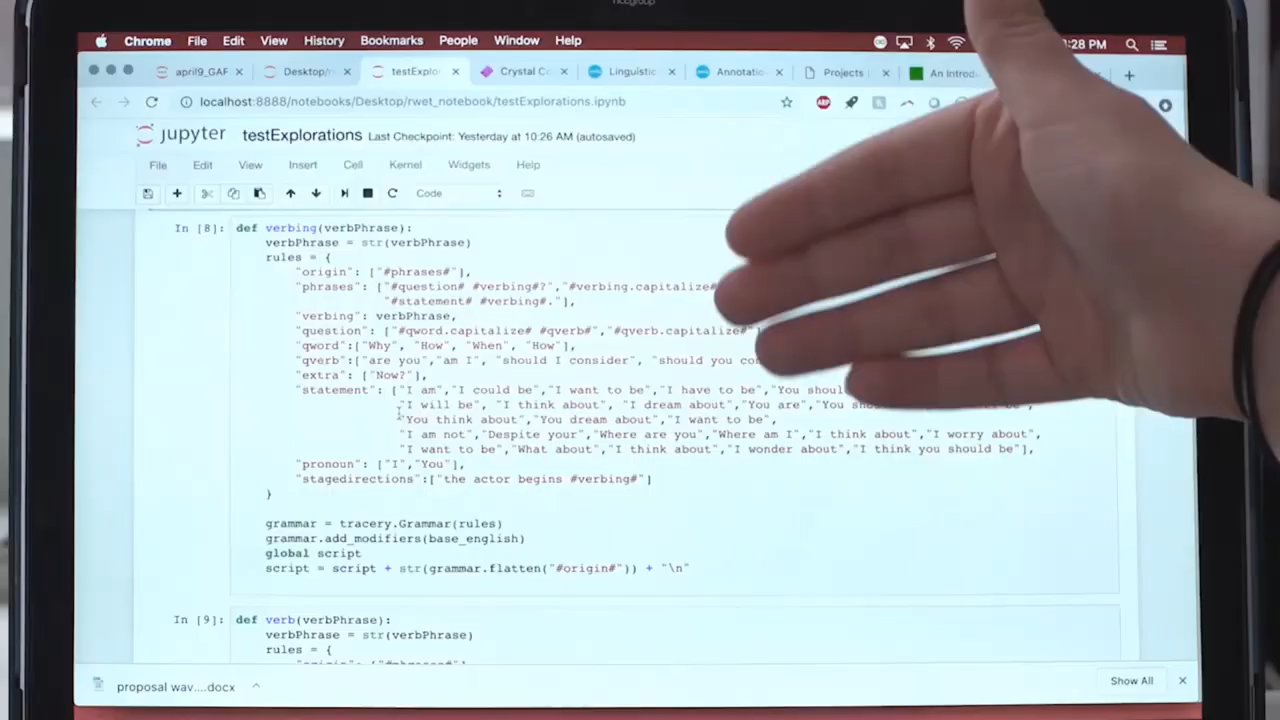 Chrome File Edit View History Bookmarks People Window Help :28 PM
april9_GAF Desktop/r testExplor Crystal Co Linguistic Annotatio Projects An Introd
localhost:8888/notebooks/Desktop/rwet_notebook/testExplorations.ipynb ABP
jupyter testExplorations Last Checkpoint: Yesterday at 10:26 AM (autosaved)
File Edit View Insert Cell Kernel Widgets Help
Code
In [8]: def verbing(verbPhrase):
verbPhrase = str(verbPhrase)
rules = {
"origin": ["#phrases#"],
"phrases": ["#question# #verbing#?","#verbing.capitalize#
"#statement# #verbing#."],
"verbing": verbPhrase,
"question": ["#qword.capitalize# #qverb#","#qverb.capitalize#"]
"qword":["Why", "How", "When", "How"],
"qverb":["are you","am I", "should I consider", "should you con
"extra": ["Now?"],
"statement": ["I am","I could be","I want to be","I have to be","You shoul
"I will be", "I think about", "I dream about","You are","You sho
"You think about","You dream about","I want to be",
"I am not","Despite your","Where are you","Where am I","I think about","I worry about",
"I want to be","What about","I think about","I wonder about","I think you should be"],
"pronoun": ["I","You"],
"stagedirections":["the actor begins #verbing#"]
}
grammar = tracery.Grammar(rules)
grammar.add_modifiers(base_english)
global script
script = script + str(grammar.flatten("#origin#")) + "\n"
In [9]: def verb(verbPhrase):
verbPhrase = str(verbPhrase)
rules = {
"origin": ["#phrases#"],
proposal wav....docx Show All